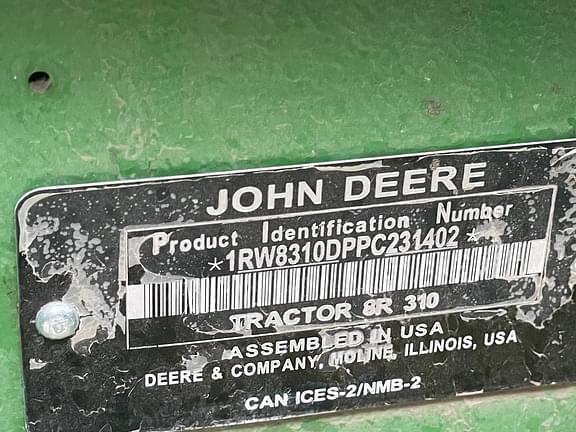 JOHN DEERE
Product Identification Number
*1RW8310DPPC231402*
TRACTOR 8R 310
ASSEMBLED IN USA
DEERE & COMPANY, MOLINE, ILLINOIS, USA
CAN ICES-2/NMB-2